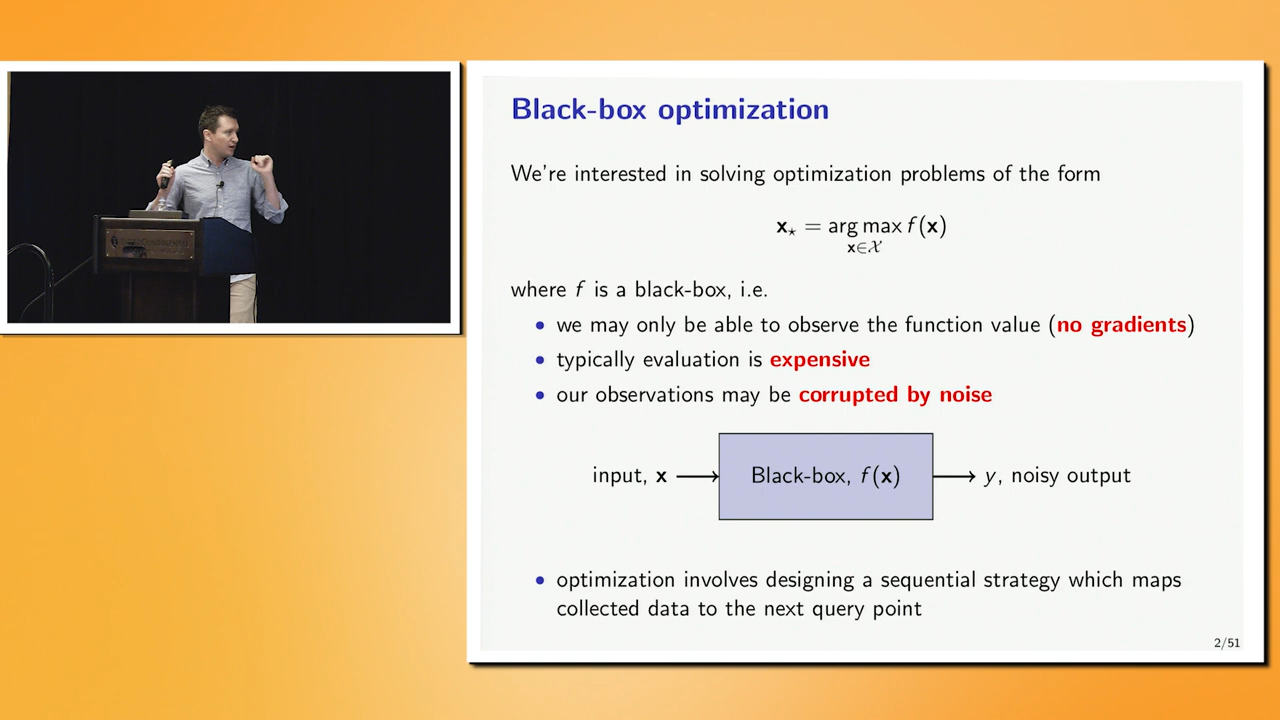 Black-box optimization
We're interested in solving optimization problems of the form
x⋆ = arg max f(x)
x∈𝒳
where f is a black-box, i.e.
• we may only be able to observe the function value (no gradients)
• typically evaluation is expensive
• our observations may be corrupted by noise
input, x → Black-box, f(x) → y, noisy output
• optimization involves designing a sequential strategy which maps
collected data to the next query point
2/51